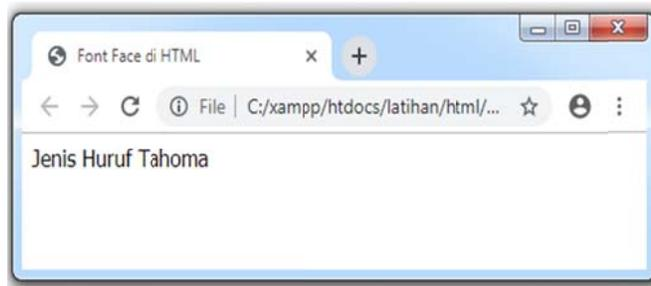 Font Face di HTML
File | C:/xampp/htdocs/latihan/html/...
Jenis Huruf Tahoma